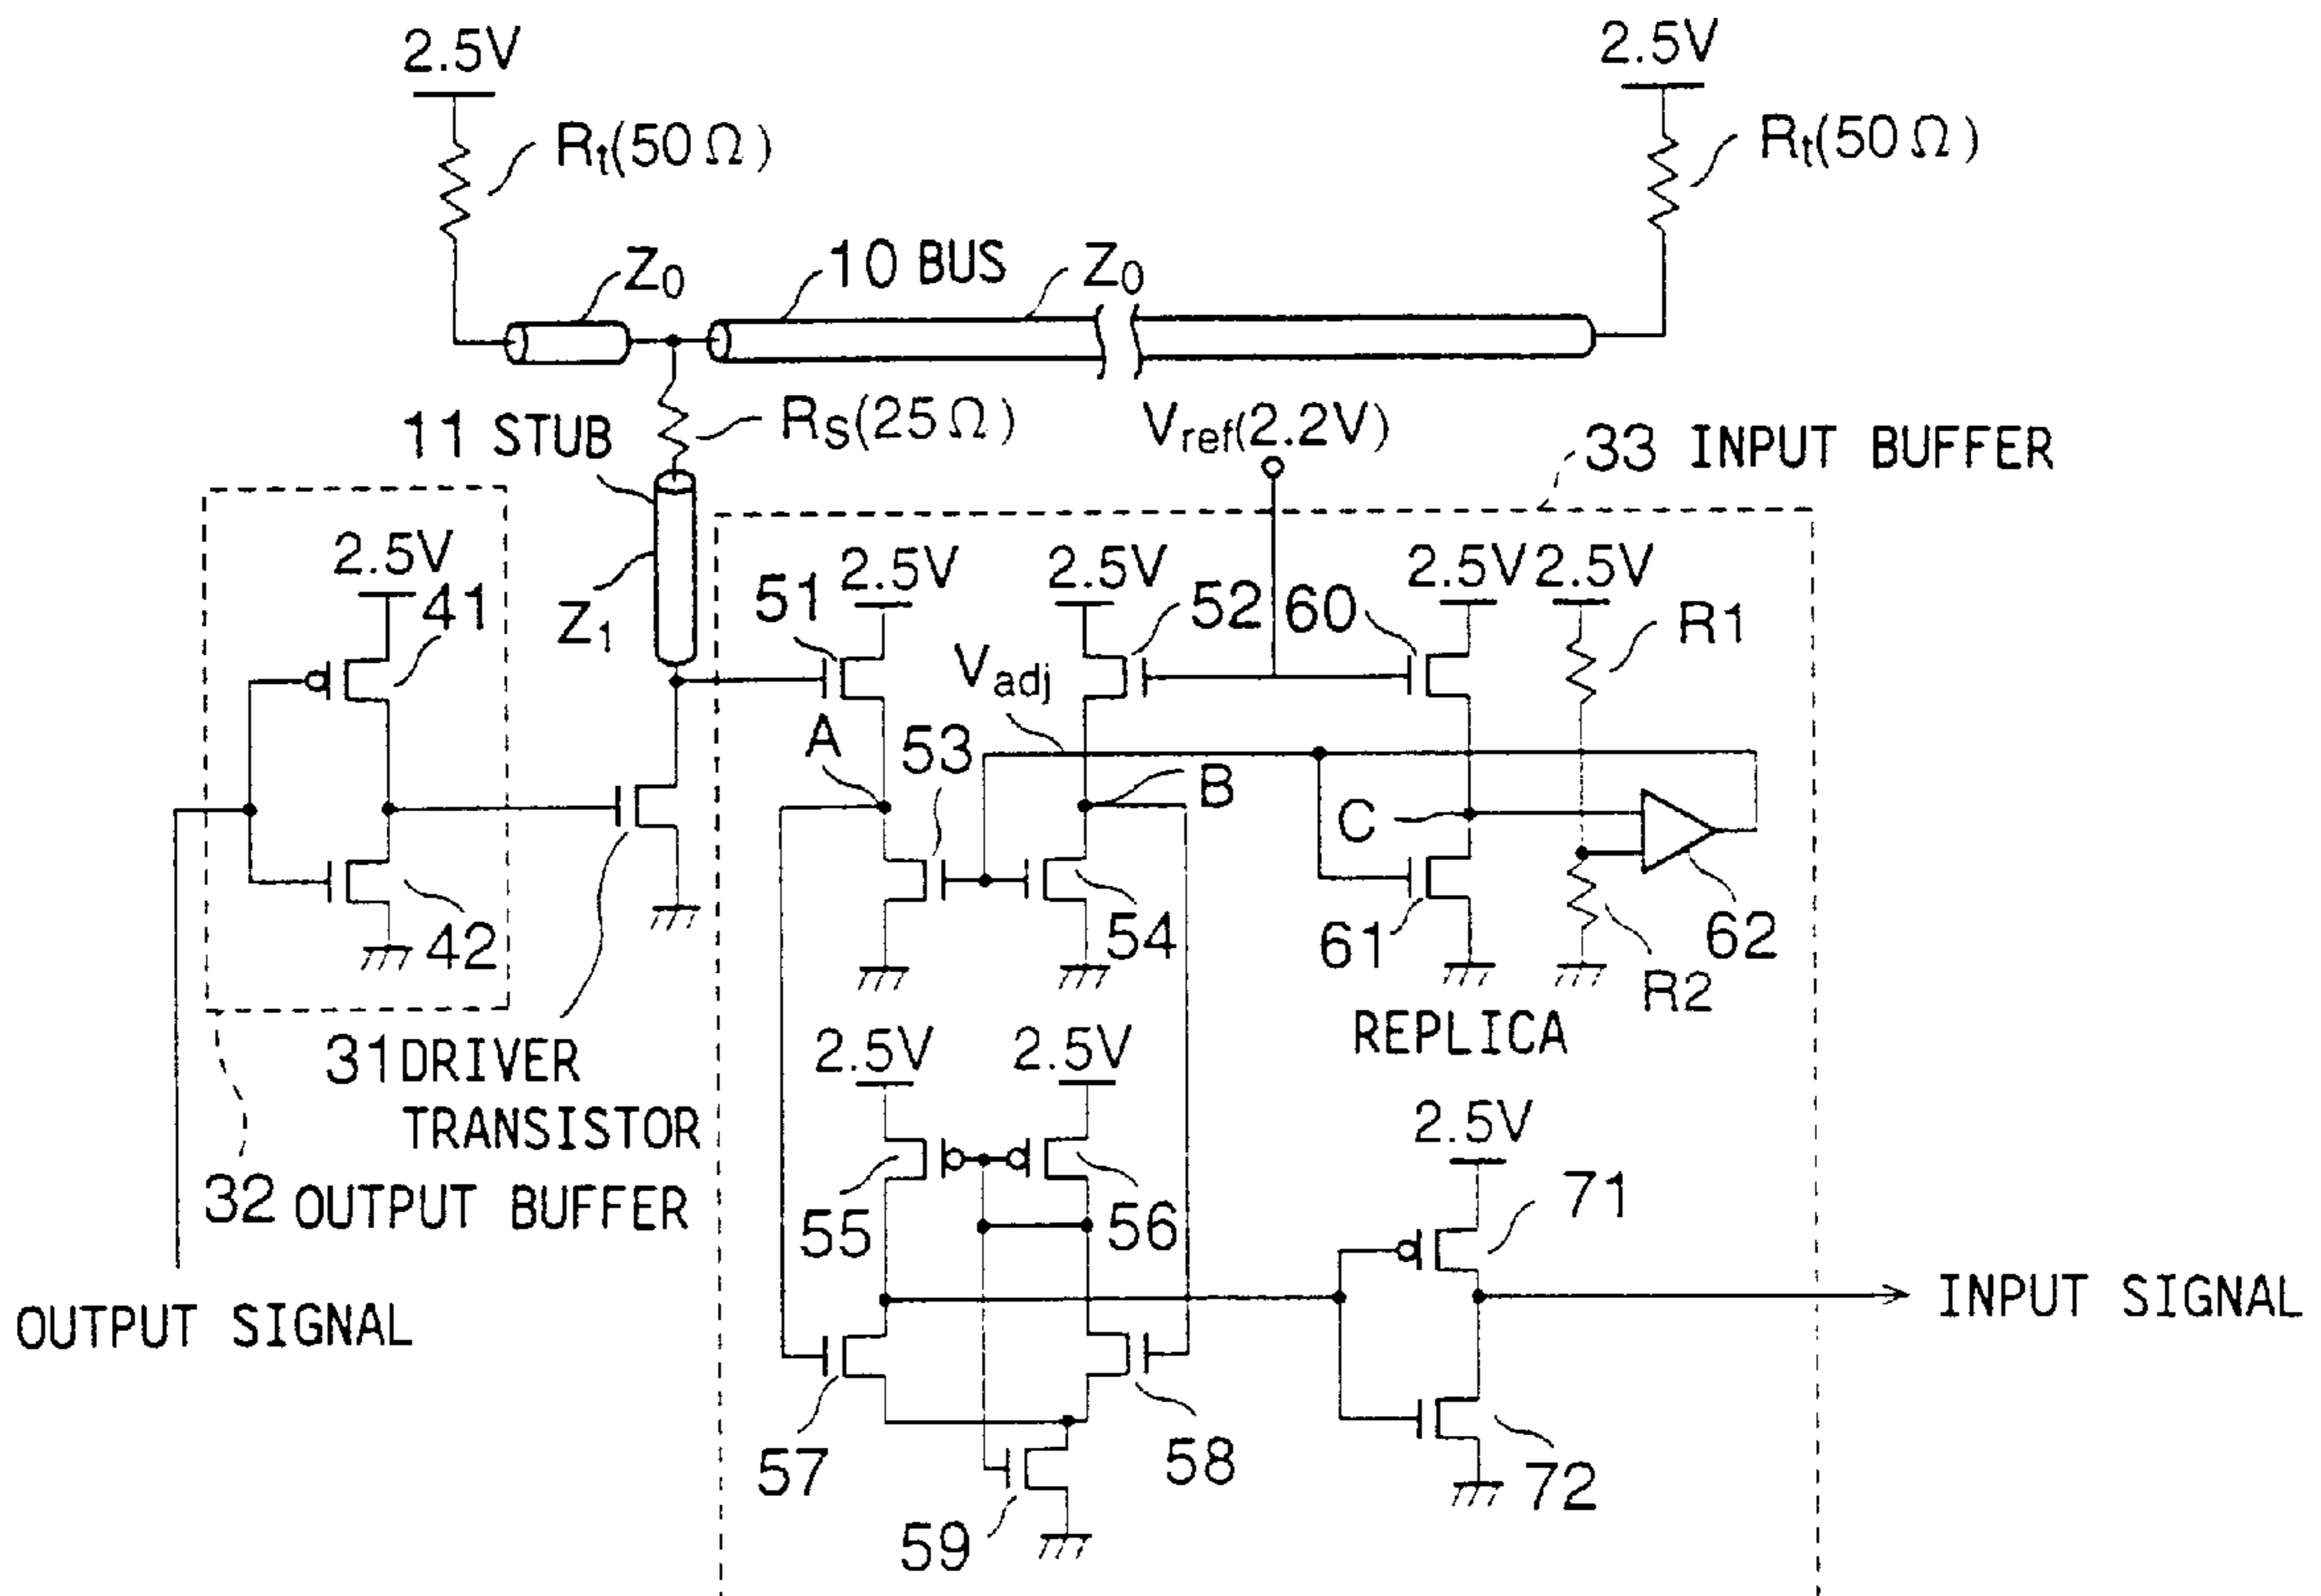 2.5V
2.5V
Rt(50Ω)
Rt(50Ω)
Z0
10 BUS
Z0
11 STUB
Rs(25Ω)
Vref(2.2V)
33 INPUT BUFFER
2.5V
41
Z1
51
2.5V
2.5V
52
60
2.5V
2.5V
R1
Vadj
A
53
B
C
42
54
61
62
R2
REPLICA
31 DRIVER
TRANSISTOR
2.5V
2.5V
2.5V
32 OUTPUT BUFFER
55
56
71
OUTPUT SIGNAL
INPUT SIGNAL
57
58
72
59